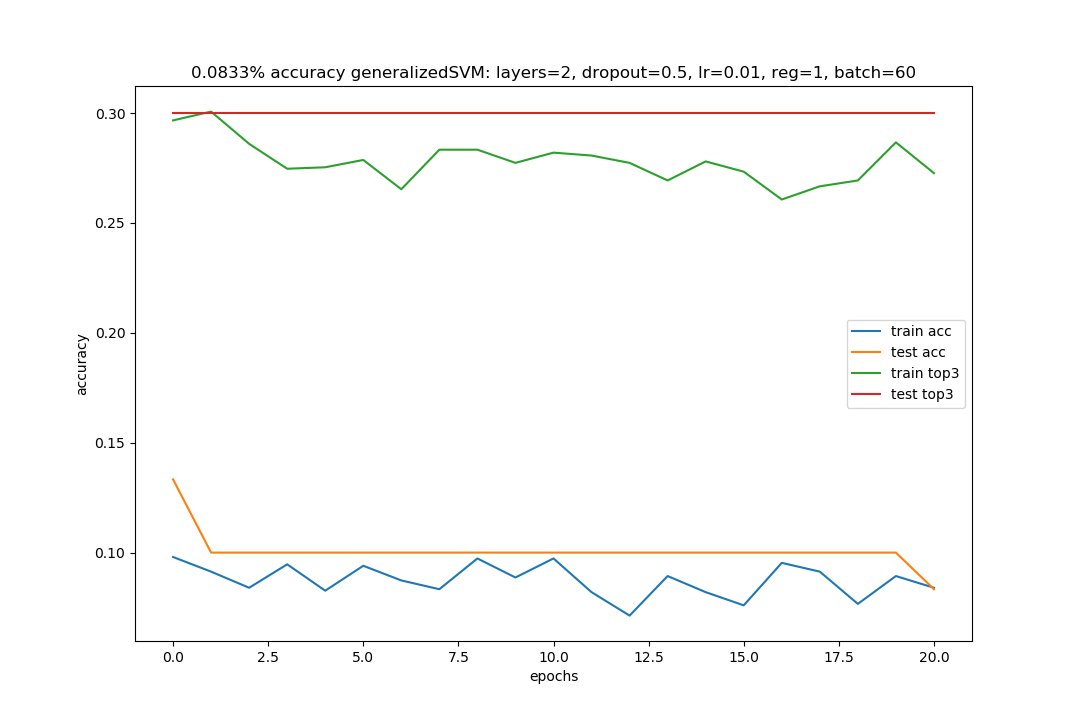 0.0833% accuracy generalizedSVM: layers=2, dropout=0.5, lr=0.01, reg=1, batch=60
0.30
0.25
0.20
0.15
0.10
accuracy
train acc
test acc
train top3
test top3
0.0 2.5 5.0 7.5 10.0 12.5 15.0 17.5 20.0
epochs